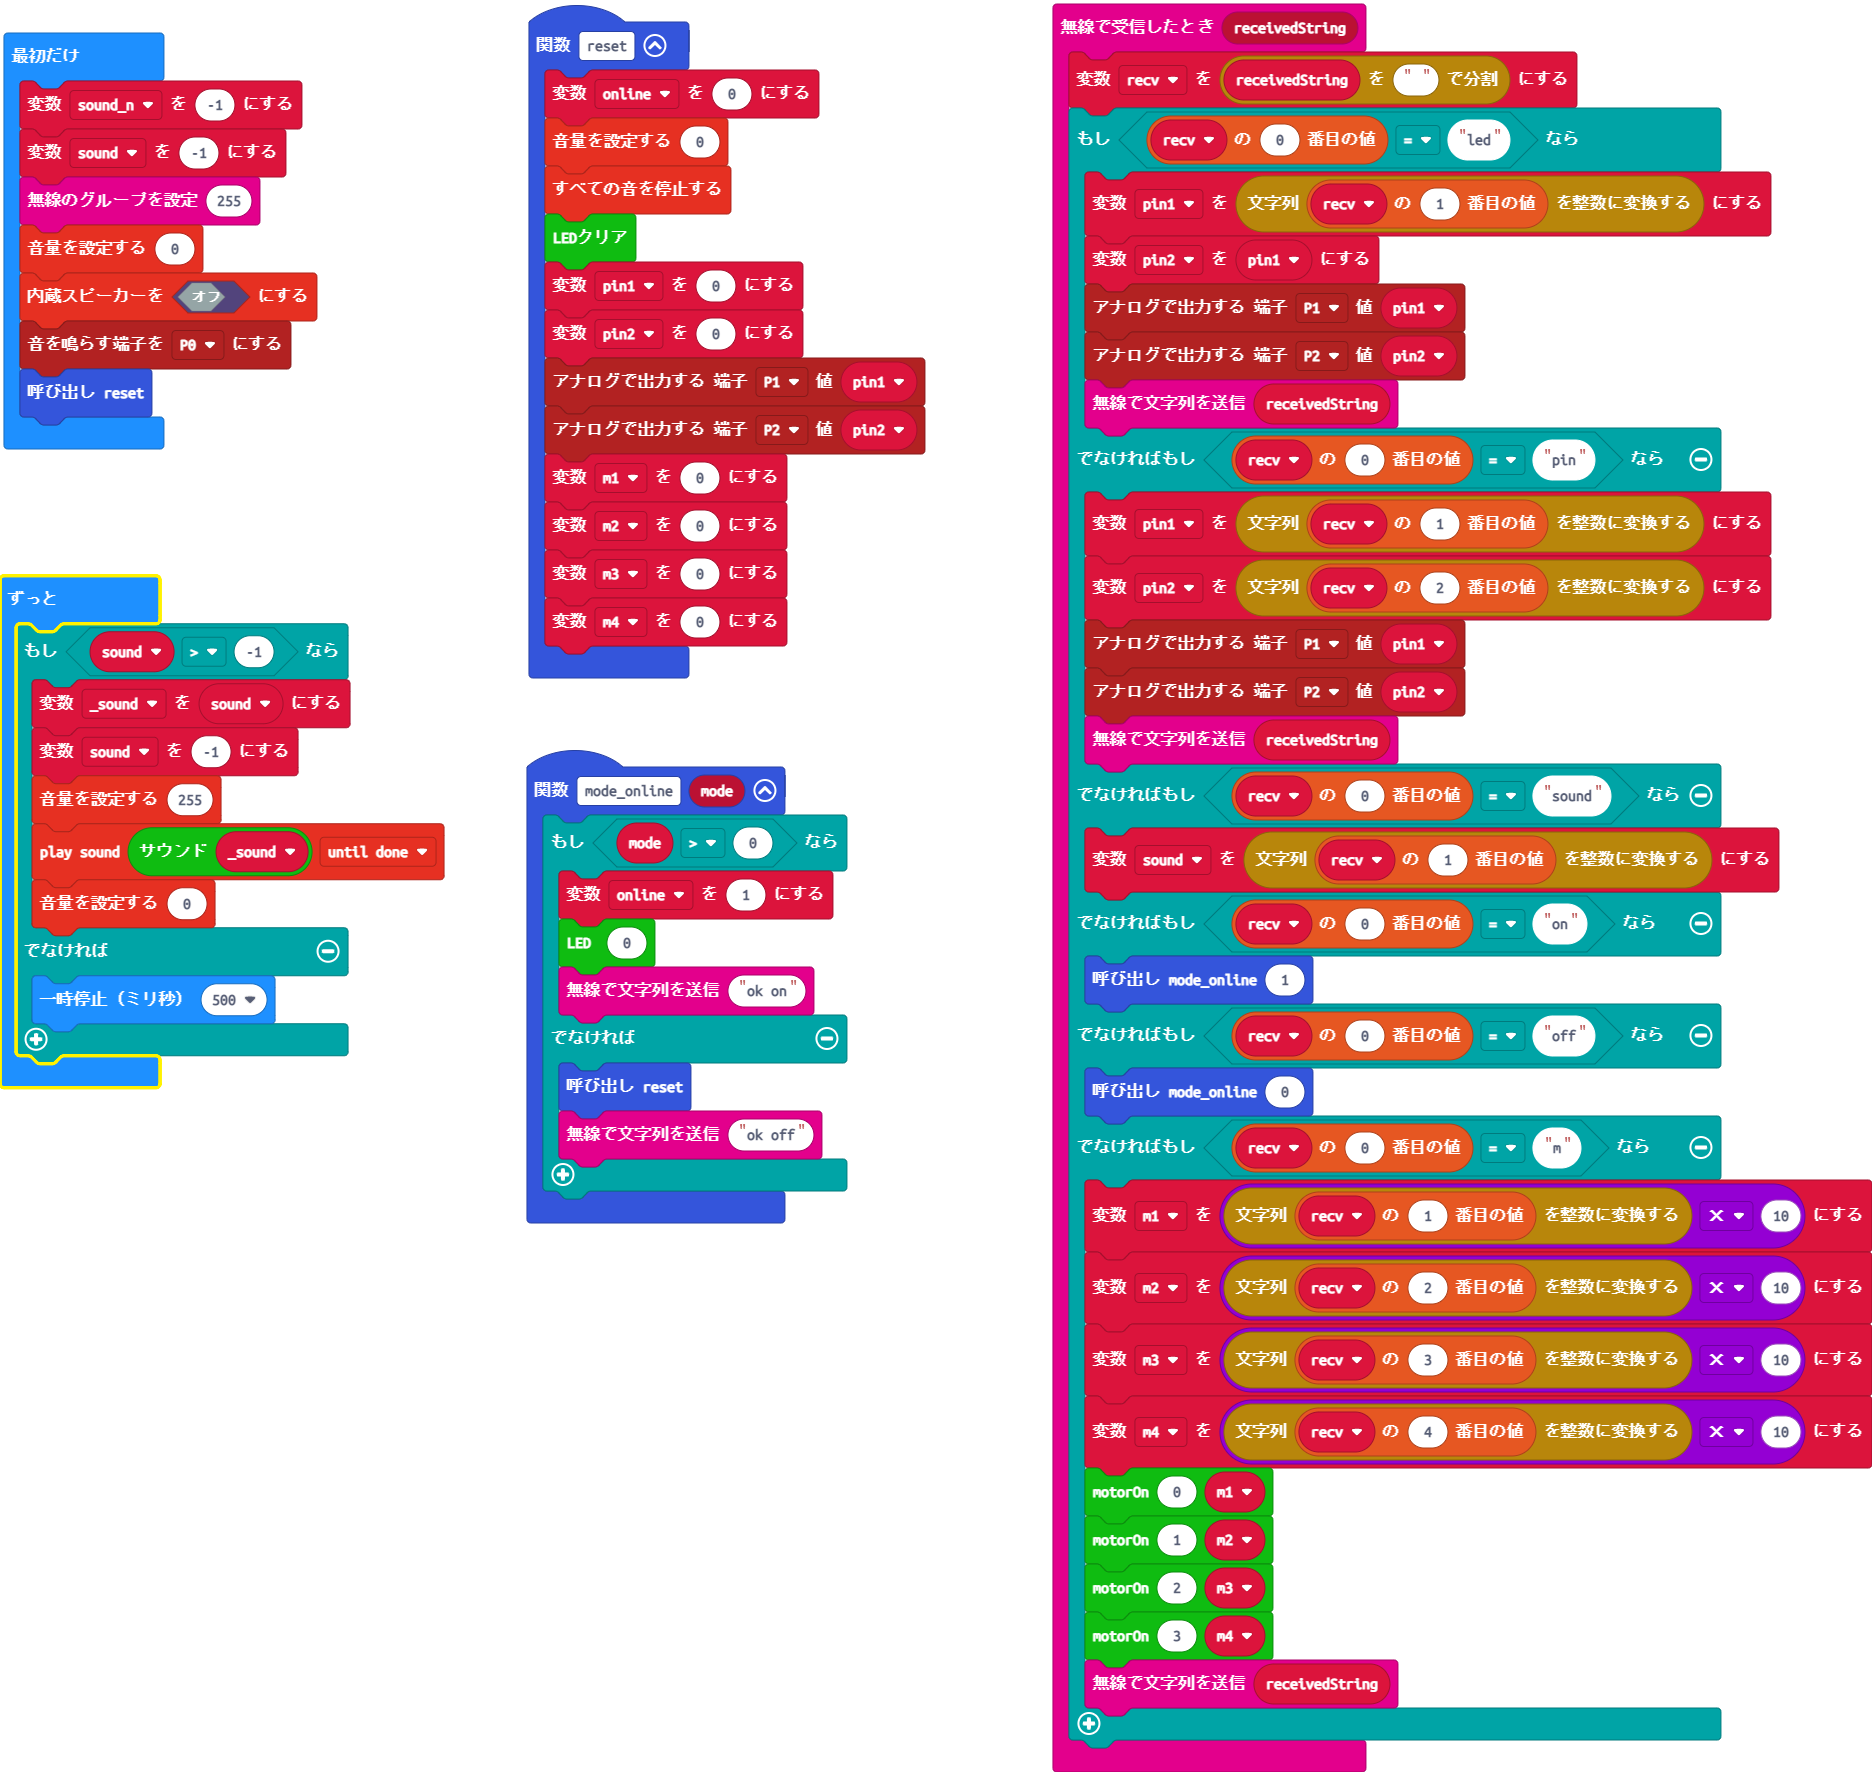 最初だけ
変数 sound_n を -1 にする
変数 sound を -1 にする
無線のグループを設定 255
音量を設定する 0
内蔵スピーカーを オフ にする
音を鳴らす端子を P0 にする
呼び出し reset
ずっと
もし sound > -1 なら
変数 _sound を sound にする
変数 sound を -1 にする
音量を設定する 255
play sound サウンド _sound until done
音量を設定する 0
でなければ
一時停止（ミリ秒） 500
関数 reset
変数 online を 0 にする
音量を設定する 0
すべての音を停止する
LEDクリア
変数 pin1 を 0 にする
変数 pin2 を 0 にする
アナログで出力する 端子 P1 値 pin1
アナログで出力する 端子 P2 値 pin2
変数 m1 を 0 にする
変数 m2 を 0 にする
変数 m3 を 0 にする
変数 m4 を 0 にする
関数 mode_online mode
もし mode > 0 なら
変数 online を 1 にする
LED 0
無線で文字列を送信 "ok on"
でなければ
呼び出し reset
無線で文字列を送信 "ok off"
無線で受信したとき receivedString
変数 recv を receivedString を " " で分割 にする
もし recv の 0 番目の値 = "led" なら
変数 pin1 を 文字列 recv の 1 番目の値 を整数に変換する にする
変数 pin2 を pin1 にする
アナログで出力する 端子 P1 値 pin1
アナログで出力する 端子 P2 値 pin2
無線で文字列を送信 receivedString
でなければもし recv の 0 番目の値 = "pin" なら
変数 pin1 を 文字列 recv の 1 番目の値 を整数に変換する にする
変数 pin2 を 文字列 recv の 2 番目の値 を整数に変換する にする
アナログで出力する 端子 P1 値 pin1
アナログで出力する 端子 P2 値 pin2
無線で文字列を送信 receivedString
でなければもし recv の 0 番目の値 = "sound" なら
変数 sound を 文字列 recv の 1 番目の値 を整数に変換する にする
でなければもし recv の 0 番目の値 = "on" なら
呼び出し mode_online 1
でなければもし recv の 0 番目の値 = "off" なら
呼び出し mode_online 0
でなければもし recv の 0 番目の値 = "m" なら
変数 m1 を 文字列 recv の 1 番目の値 を整数に変換する × 10 にする
変数 m2 を 文字列 recv の 2 番目の値 を整数に変換する × 10 にする
変数 m3 を 文字列 recv の 3 番目の値 を整数に変換する × 10 にする
変数 m4 を 文字列 recv の 4 番目の値 を整数に変換する × 10 にする
motorOn 0 m1
motorOn 1 m2
motorOn 2 m3
motorOn 3 m4
無線で文字列を送信 receivedString